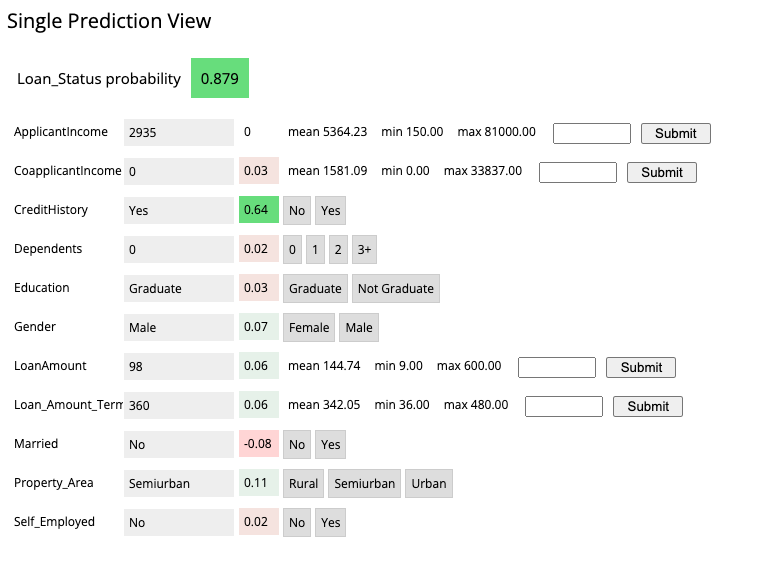 Single Prediction View
Loan_Status probability 0.879
ApplicantIncome 2935 0 mean 5364.23 min 150.00 max 81000.00 Submit
CoapplicantIncome 0 0.03 mean 1581.09 min 0.00 max 33837.00 Submit
CreditHistory Yes 0.64 No Yes
Dependents 0 0.02 0 1 2 3+
Education Graduate 0.03 Graduate Not Graduate
Gender Male 0.07 Female Male
LoanAmount 98 0.06 mean 144.74 min 9.00 max 600.00 Submit
Loan_Amount_Term 360 0.06 mean 342.05 min 36.00 max 480.00 Submit
Married No -0.08 No Yes
Property_Area Semiurban 0.11 Rural Semiurban Urban
Self_Employed No 0.02 No Yes